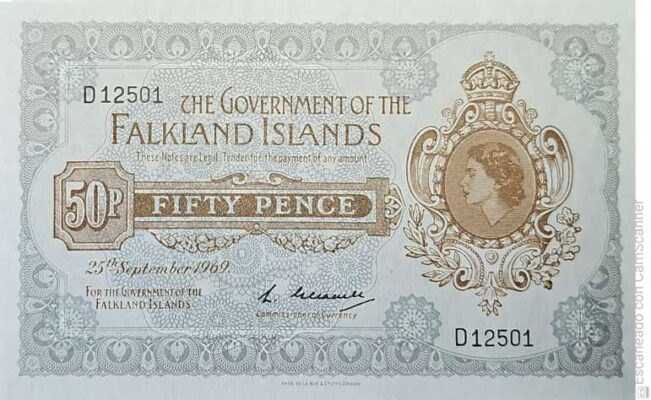 D12501
THE GOVERNMENT OF THE
FALKLAND ISLANDS
These Notes are Legal Tender for the payment of any amount
50P
FIFTY PENCE
25th September 1969.
FOR THE GOVERNMENT OF THE
FALKLAND ISLANDS
Commissioner of Currency
D12501
Escaneado com CamScanner